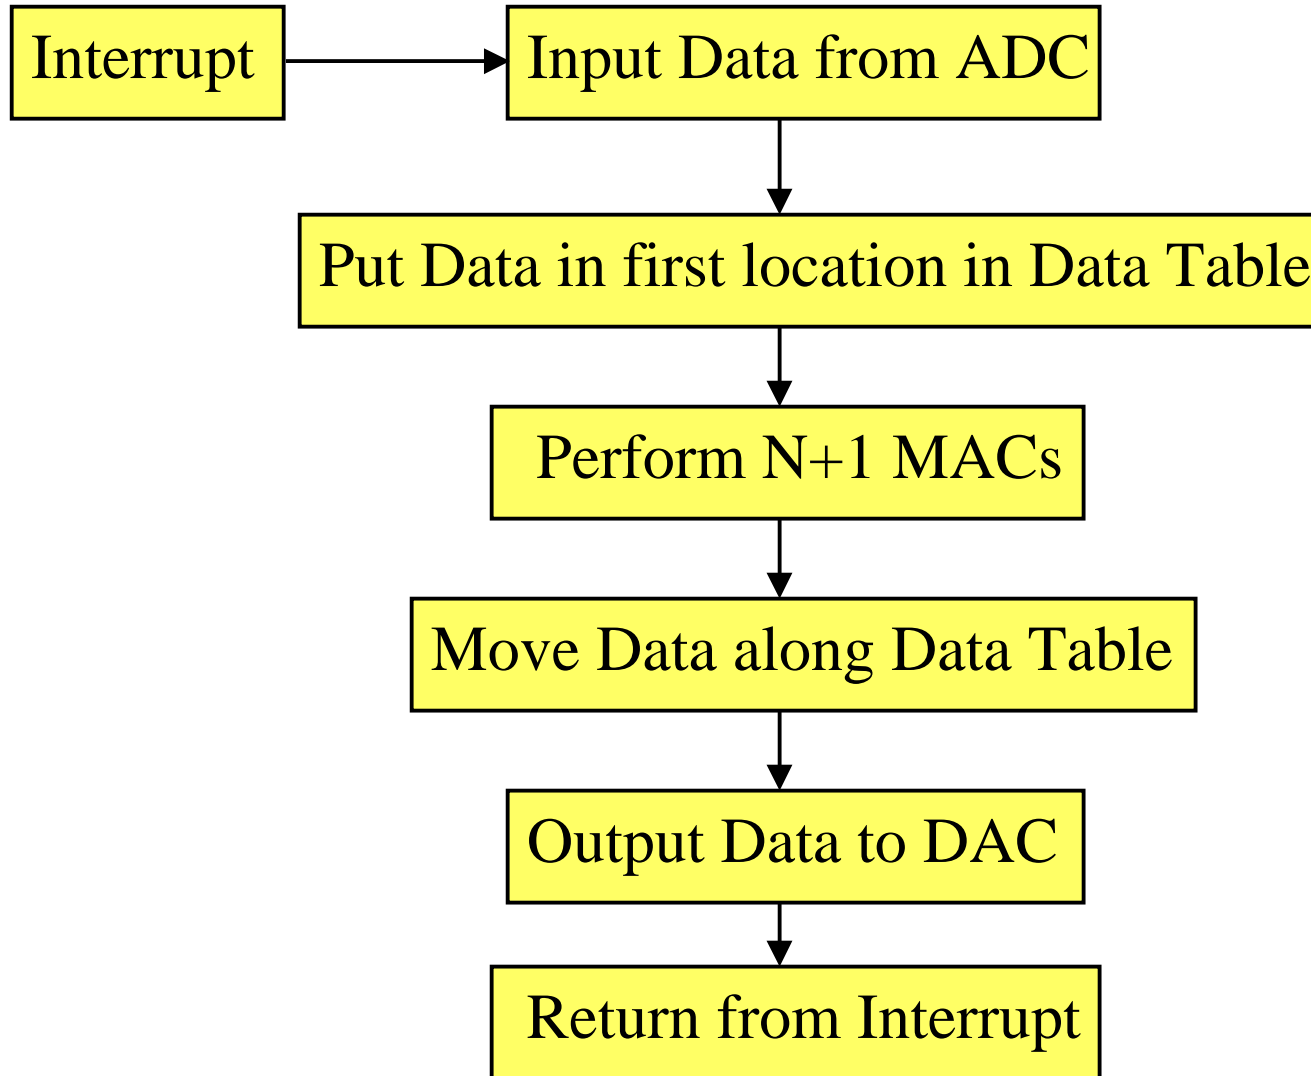 Interrupt
Input Data from ADC
Put Data in first location in Data Table
Perform N+1 MACs
Move Data along Data Table
Output Data to DAC
Return from Interrupt